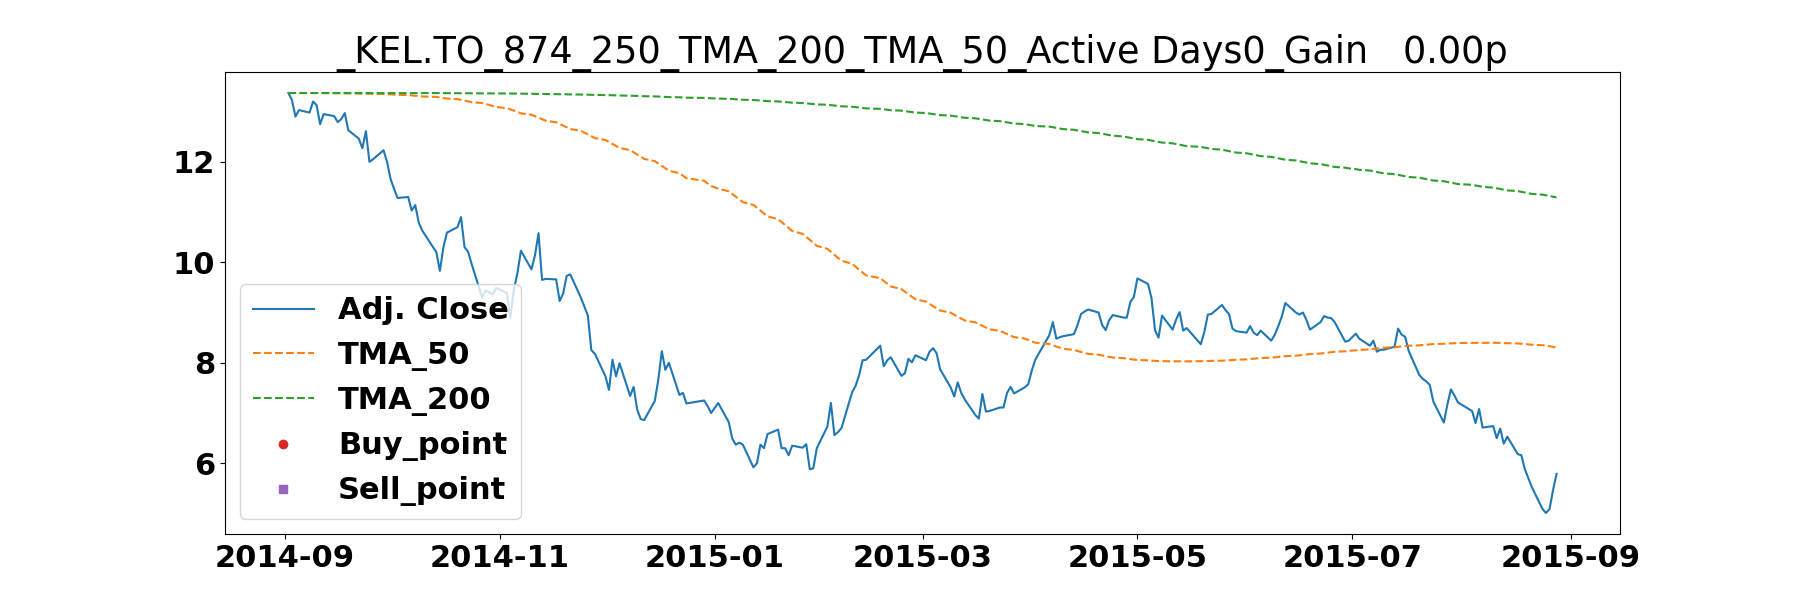 _KEL.TO_874_250_TMA_200_TMA_50_Active Days0_Gain   0.00p
12
10
8
6
Adj. Close
TMA_50
TMA_200
Buy_point
Sell_point
2014-09 2014-11 2015-01 2015-03 2015-05 2015-07 2015-09